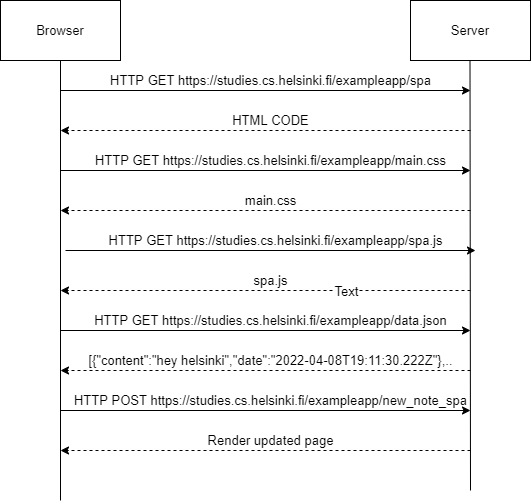 Browser
Server
HTTP GET https://studies.cs.helsinki.fi/exampleapp/spa
HTML CODE
HTTP GET https://studies.cs.helsinki.fi/exampleapp/main.css
main.css
HTTP GET https://studies.cs.helsinki.fi/exampleapp/spa.js
spa.js
Text
HTTP GET https://studies.cs.helsinki.fi/exampleapp/data.json
[{"content":"hey helsinki","date":"2022-04-08T19:11:30.222Z"},..
HTTP POST https://studies.cs.helsinki.fi/exampleapp/new_note_spa
Render updated page